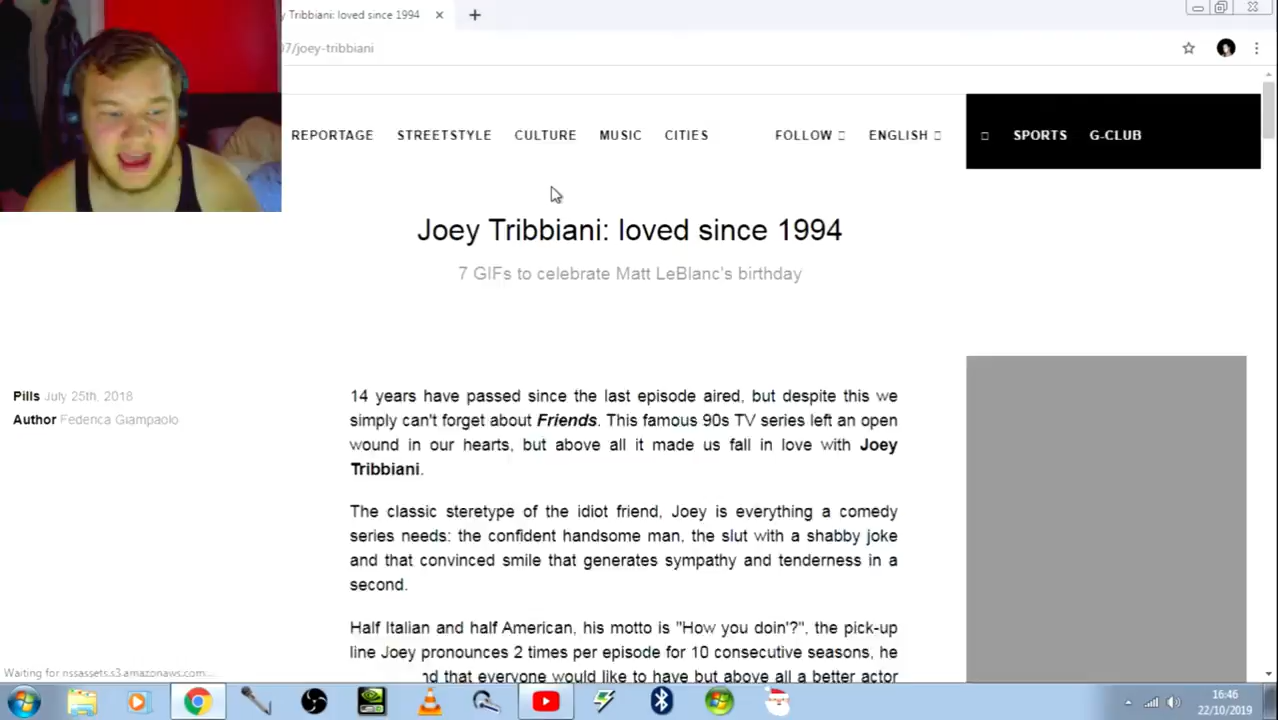 Tribbiani: loved since 1994
07/joey-tribbiani
REPORTAGE STREETSTYLE CULTURE MUSIC CITIES FOLLOW ENGLISH SPORTS G-CLUB
Joey Tribbiani: loved since 1994
7 GIFs to celebrate Matt LeBlanc's birthday
Pills July 25th, 2018
Author Federica Giampaolo
14 years have passed since the last episode aired, but despite this we
simply can't forget about Friends. This famous 90s TV series left an open
wound in our hearts, but above all it made us fall in love with Joey
Tribbiani.
The classic steretype of the idiot friend, Joey is everything a comedy
series needs: the confident handsome man, the slut with a shabby joke
and that convinced smile that generates sympathy and tenderness in a
second.
Half Italian and half American, his motto is "How you doin'?", the pick-up
line Joey pronounces 2 times per episode for 10 consecutive seasons, he
nd that everyone would like to have but above all a better actor
Waiting for nssassets.s3.amazonaws.com...
16:46
22/10/2019